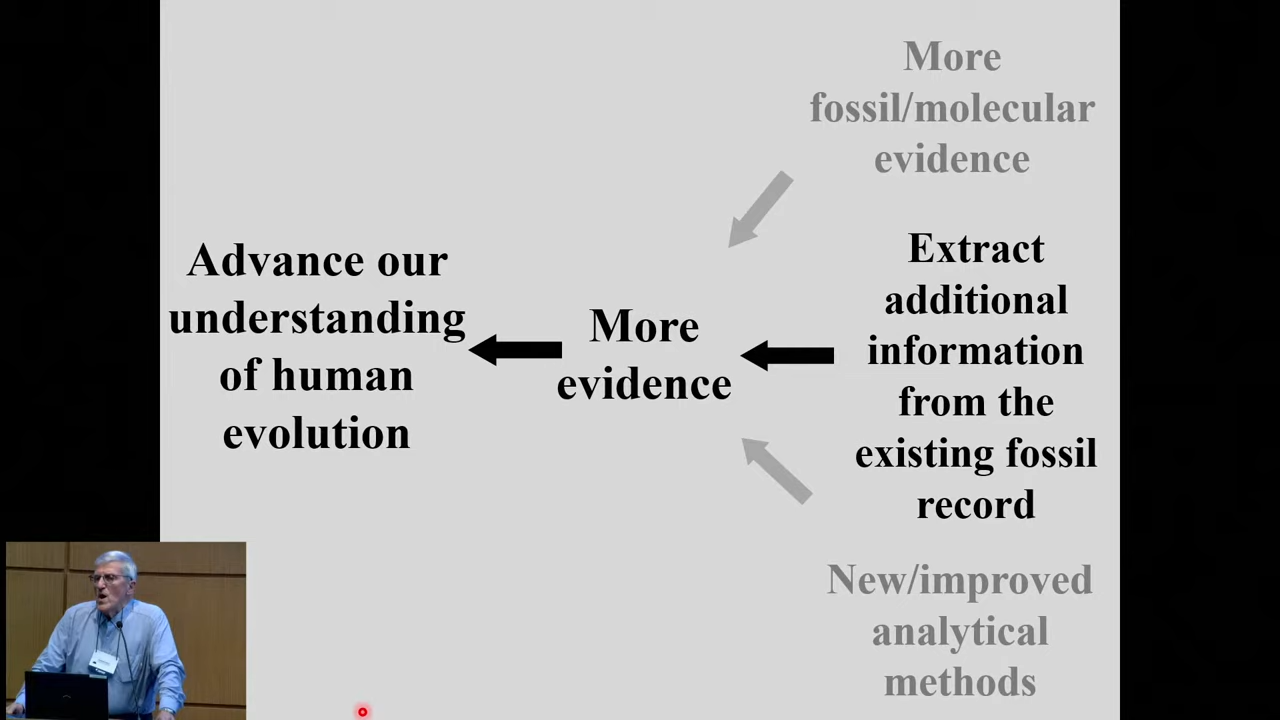 Advance our
understanding
of human
evolution
More
evidence
More
fossil/molecular
evidence
Extract
additional
information
from the
existing fossil
record
New/improved
analytical
methods